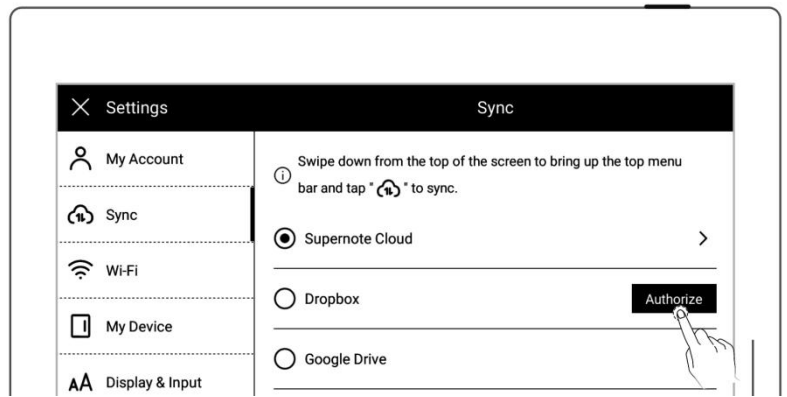 Settings
Sync
My Account
Sync
Wi-Fi
My Device
Display & Input
Swipe down from the top of the screen to bring up the top menu
bar and tap " " to sync.
Supernote Cloud
Dropbox
Authorize
Google Drive